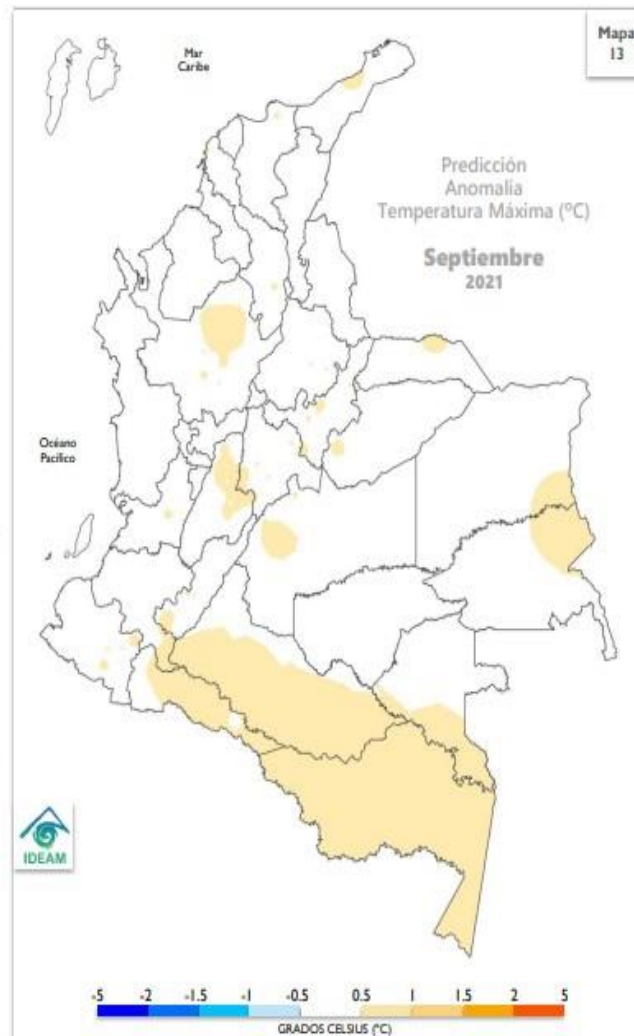 Mapa
13
Mar
Caribe
Predicción
Anomalía
Temperatura Máxima (°C)
Septiembre
2021
Océano
Pacífico
IDEAM
-5 -2 -1.5 -1 -0.5 0.5 1 1.5 2 5
GRADOS CELSIUS (°C)